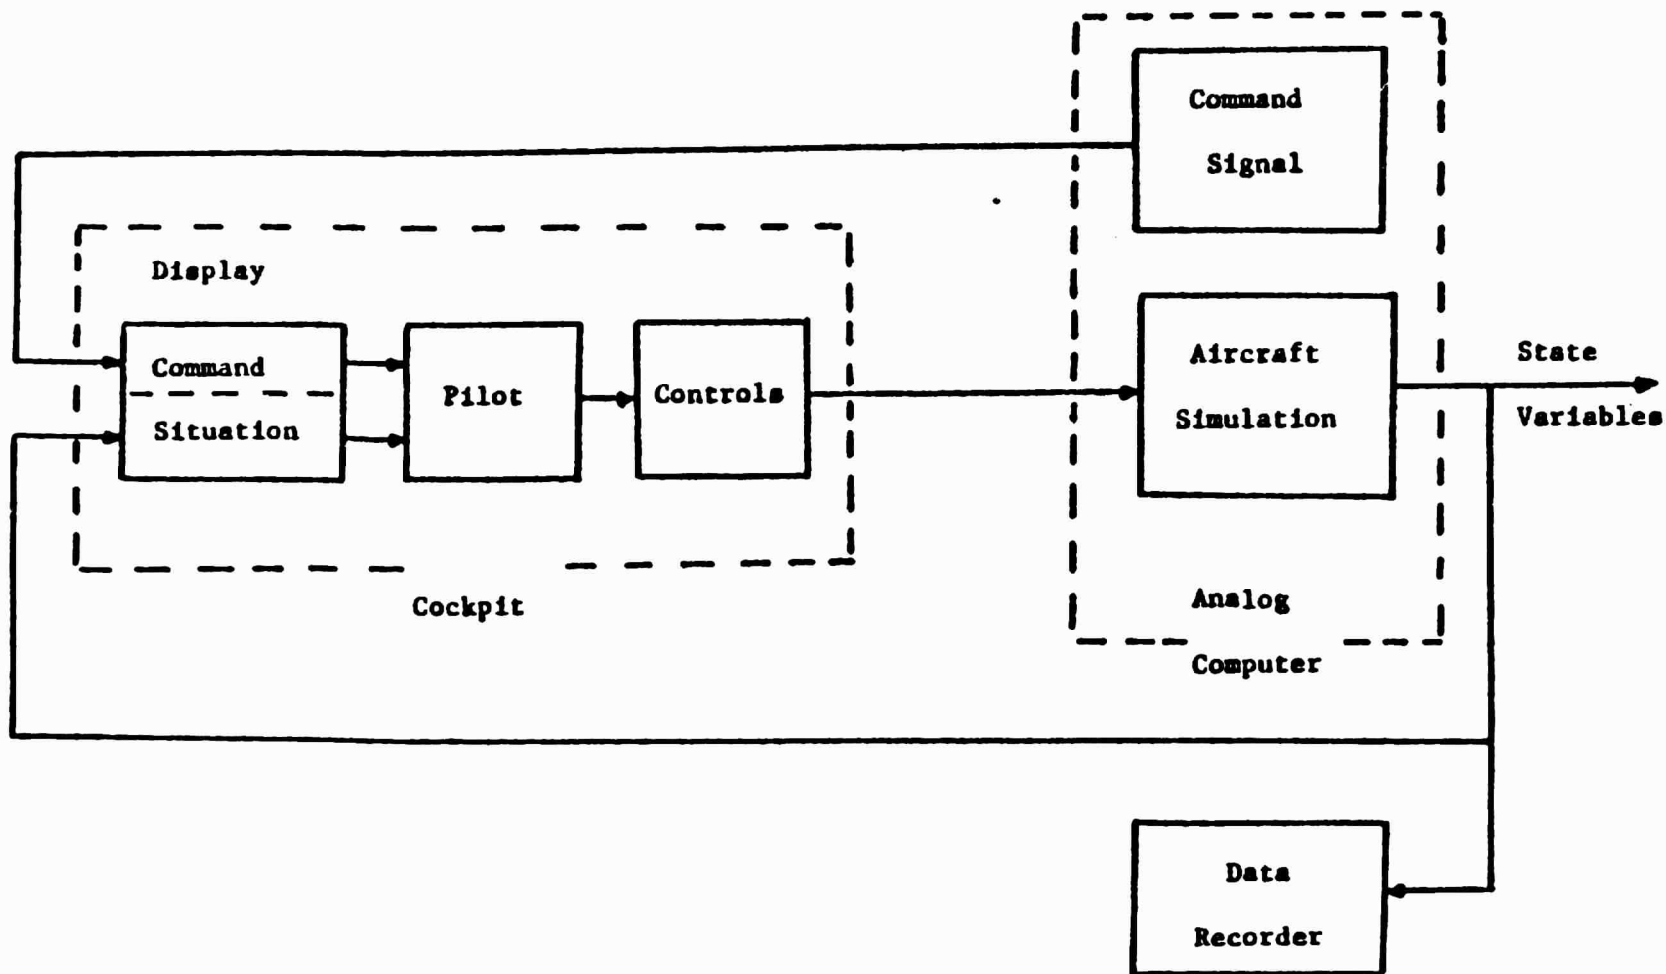 Command
Signal
Display
Command
Situation
Pilot
Controls
Aircraft
Simulation
State
Variables
Cockpit
Analog
Computer
Data
Recorder